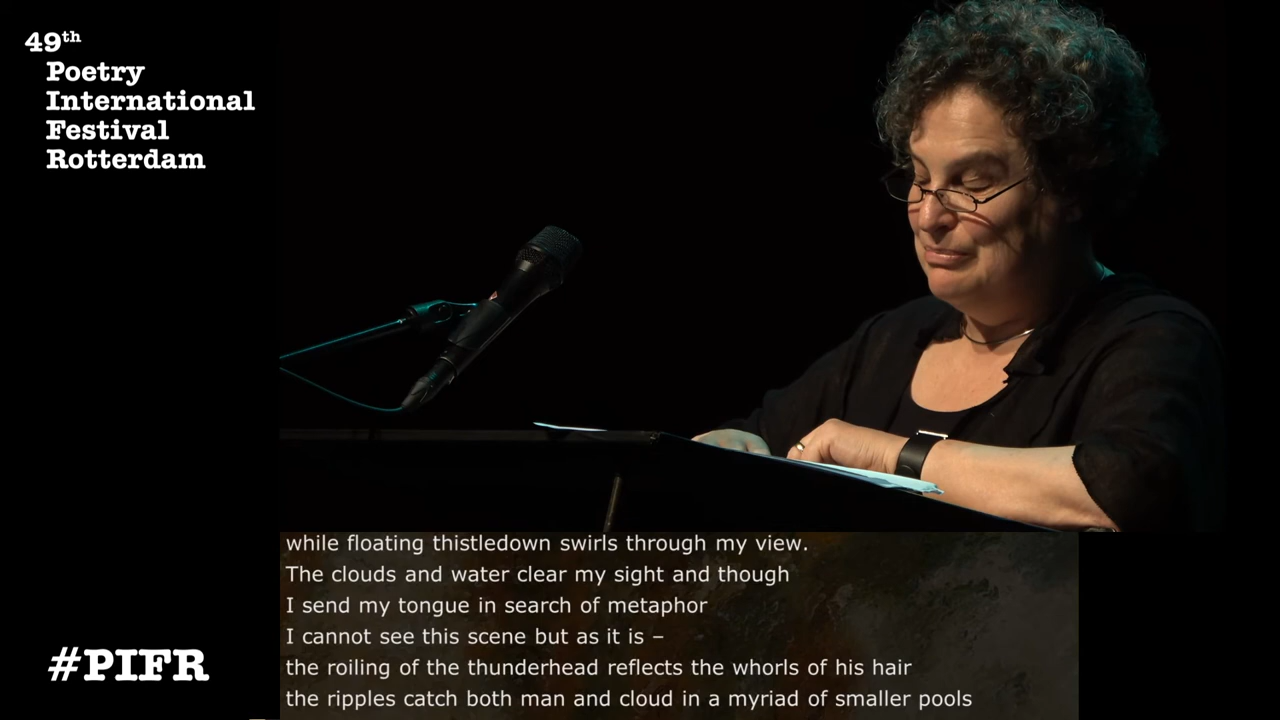 49th
Poetry
International
Festival
Rotterdam
while floating thistledown swirls through my view.
The clouds and water clear my sight and though
I send my tongue in search of metaphor
I cannot see this scene but as it is –
the roiling of the thunderhead reflects the whorls of his hair
the ripples catch both man and cloud in a myriad of smaller pools
#PIFR